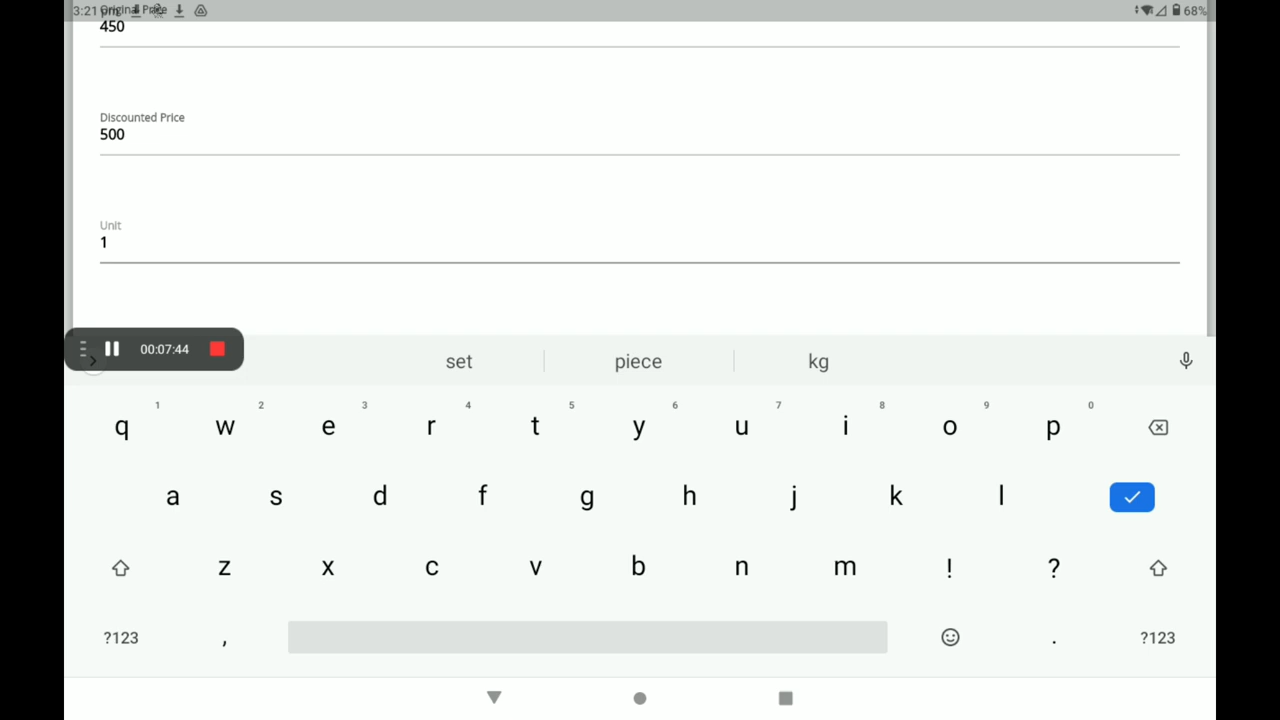 3:21 pm 68%
Original Price
450
Discounted Price
500
Unit
1
00:07:44
set piece kg
1 2 3 4 5 6 7 8 9 0
q w e r t y u i o p
a s d f g h j k l
z x c v b n m ! ?
?123 , . ?123